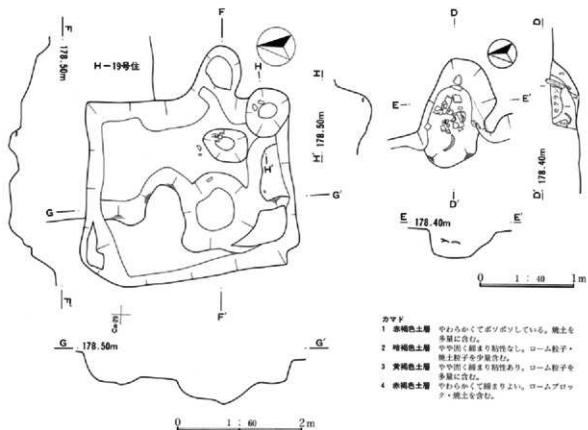 F
F
178.50m
H-19号住
H
H
178.50m
H'
H'
G
G'
F'
F'
Ca-25
G 178.50m G'
0 1 : 60 2m
D
D
E
E'
D'
D'
178.40m
E 178.40m E'
0 1 : 40 1m
カマド
1 赤褐色土層 やわらかくてボソボソしている。焼土を
多量に含む。
2 暗褐色土層 やや固く締まり粘性なし。ローム粒子・
焼土粒子を少量含む。
3 黄褐色土層 やや固く締まり粘性あり。ローム粒子を
多量に含む。
4 赤褐色土層 やわらかくて締まりよい。ロームブロッ
ク・焼土を含む。